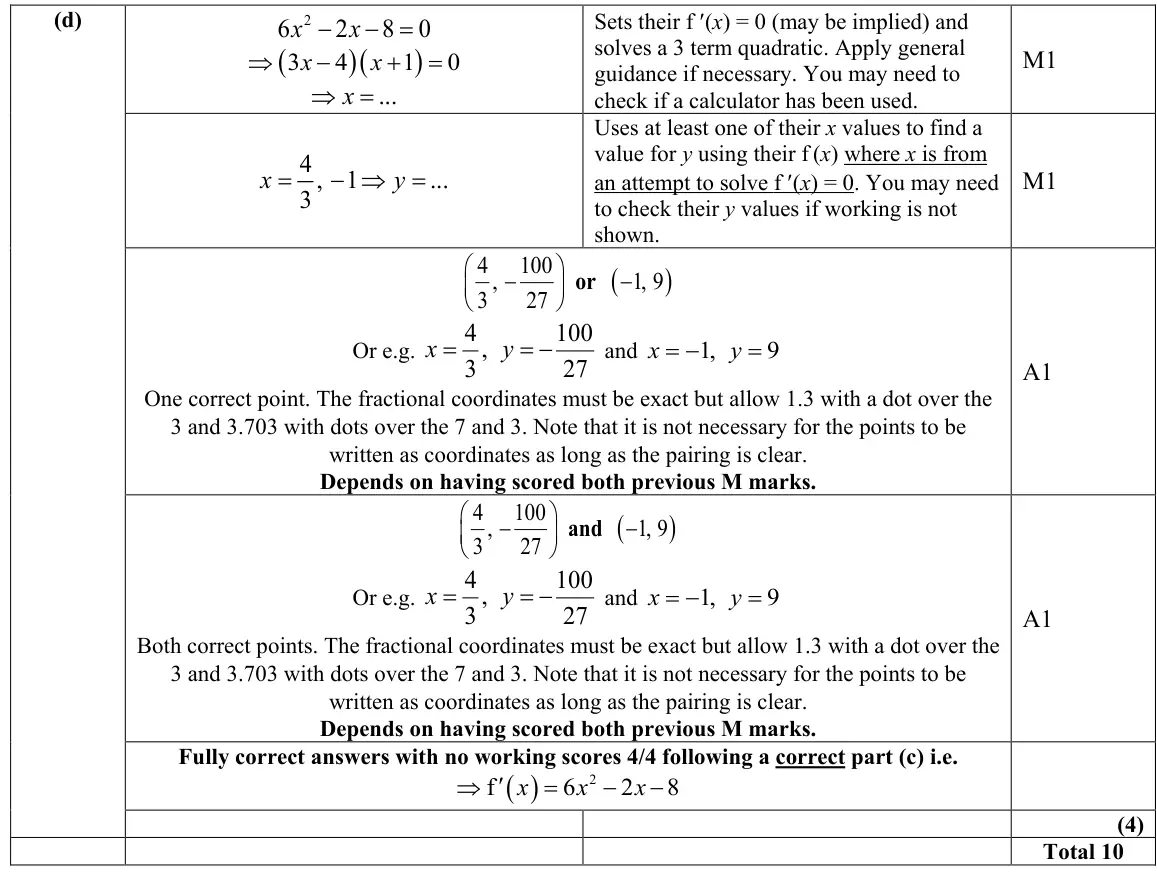 (d)
6x² − 2x − 8 = 0
⇒ (3x − 4)(x + 1) = 0
⇒ x = ...
Sets their f ′(x) = 0 (may be implied) and
solves a 3 term quadratic. Apply general
guidance if necessary. You may need to
check if a calculator has been used.
M1
x = 4/3, −1 ⇒ y = ...
Uses at least one of their x values to find a
value for y using their f (x) where x is from
an attempt to solve f ′(x) = 0. You may need
to check their y values if working is not
shown.
M1
(4/3, −100/27) or (−1, 9)
Or e.g. x = 4/3, y = −100/27 and x = −1, y = 9
One correct point. The fractional coordinates must be exact but allow 1.3 with a dot over the
3 and 3.703 with dots over the 7 and 3. Note that it is not necessary for the points to be
written as coordinates as long as the pairing is clear.
Depends on having scored both previous M marks.
A1
(4/3, −100/27) and (−1, 9)
Or e.g. x = 4/3, y = −100/27 and x = −1, y = 9
Both correct points. The fractional coordinates must be exact but allow 1.3 with a dot over the
3 and 3.703 with dots over the 7 and 3. Note that it is not necessary for the points to be
written as coordinates as long as the pairing is clear.
Depends on having scored both previous M marks.
A1
Fully correct answers with no working scores 4/4 following a correct part (c) i.e.
⇒ f ′(x) = 6x² − 2x − 8
(4)
Total 10